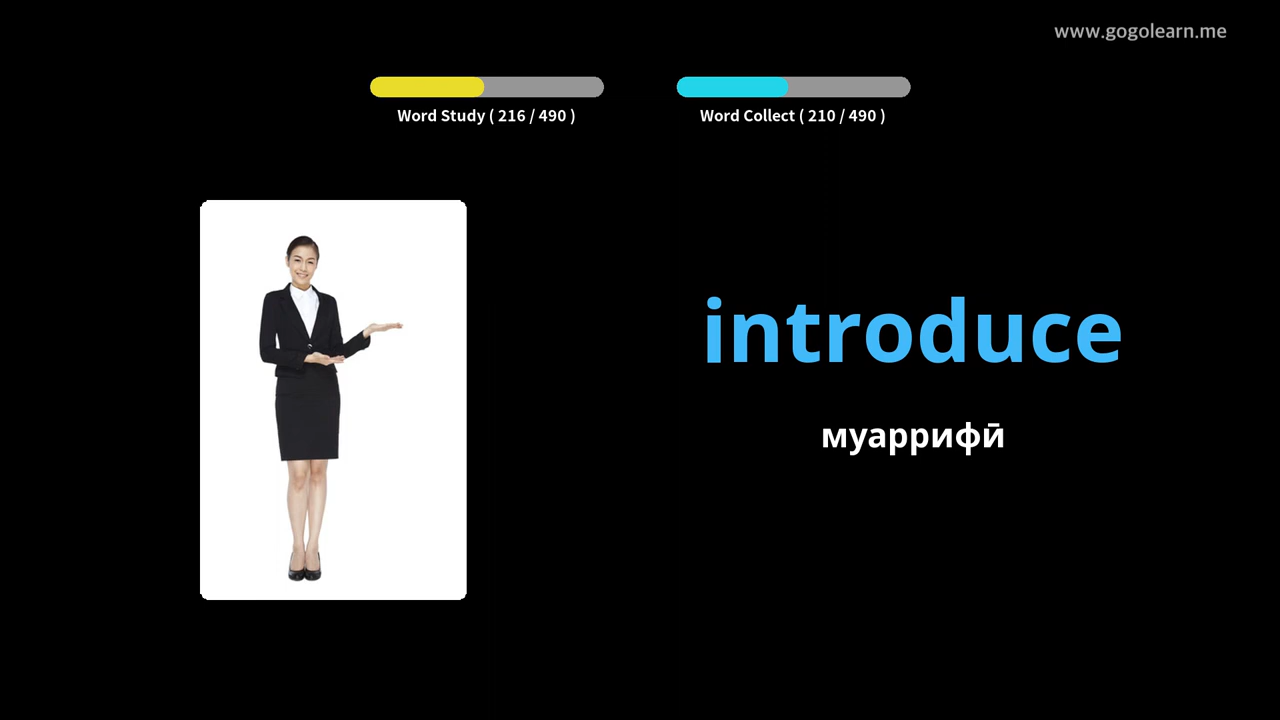 www.gogolearn.me
Word Study ( 216 / 490 )
Word Collect ( 210 / 490 )
introduce
муаррифӣ